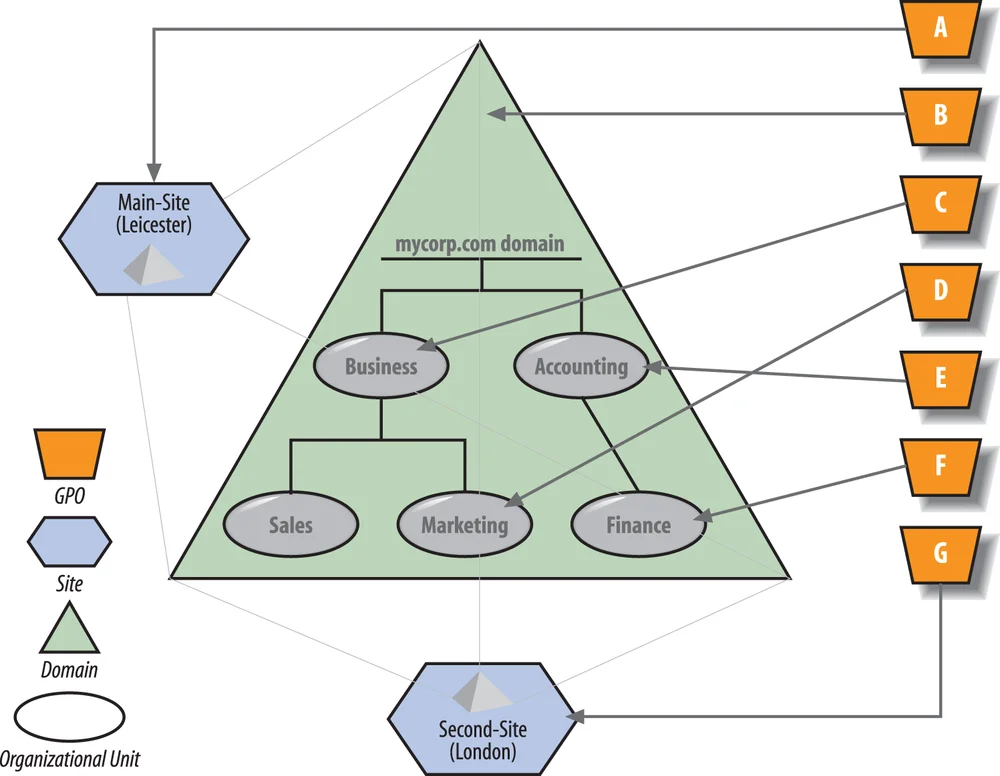 A
B
C
D
E
F
G
Main-Site
(Leicester)
mycorp.com domain
Business
Accounting
Sales
Marketing
Finance
Second-Site
(London)
GPO
Site
Domain
Organizational Unit